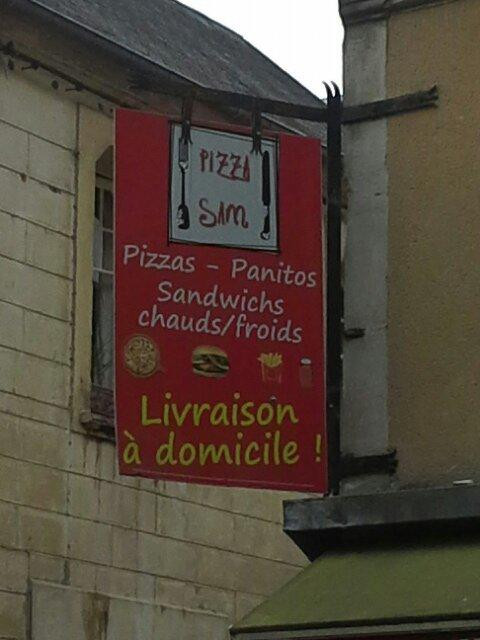 PIZZA
SAM
Pizzas - Panitos
Sandwichs
chauds/froids
Livraison
à domicile !